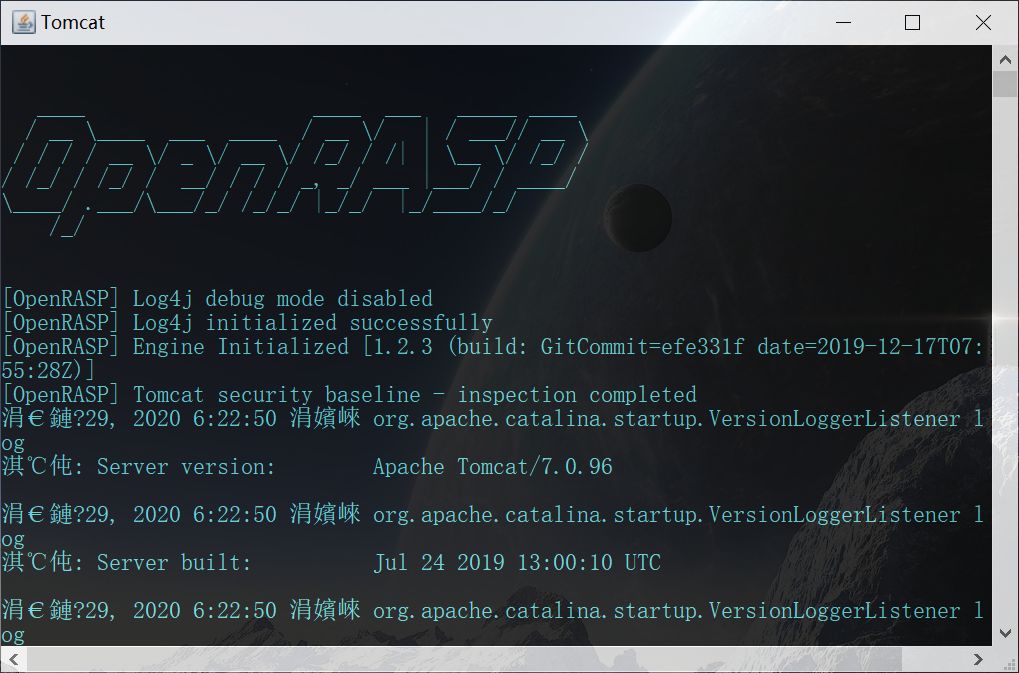 Tomcat
OpenRASP
[OpenRASP] Log4j debug mode disabled
[OpenRASP] Log4j initialized successfully
[OpenRASP] Engine Initialized [1.2.3 (build: GitCommit=efe331f date=2019-12-17T07:
55:28Z)]
[OpenRASP] Tomcat security baseline - inspection completed
涓€鏈?29, 2020 6:22:50 涓嬪崍 org.apache.catalina.startup.VersionLoggerListener l
og
淇℃伅: Server version:        Apache Tomcat/7.0.96
涓€鏈?29, 2020 6:22:50 涓嬪崍 org.apache.catalina.startup.VersionLoggerListener l
og
淇℃伅: Server built:          Jul 24 2019 13:00:10 UTC
涓€鏈?29, 2020 6:22:50 涓嬪崍 org.apache.catalina.startup.VersionLoggerListener l
og